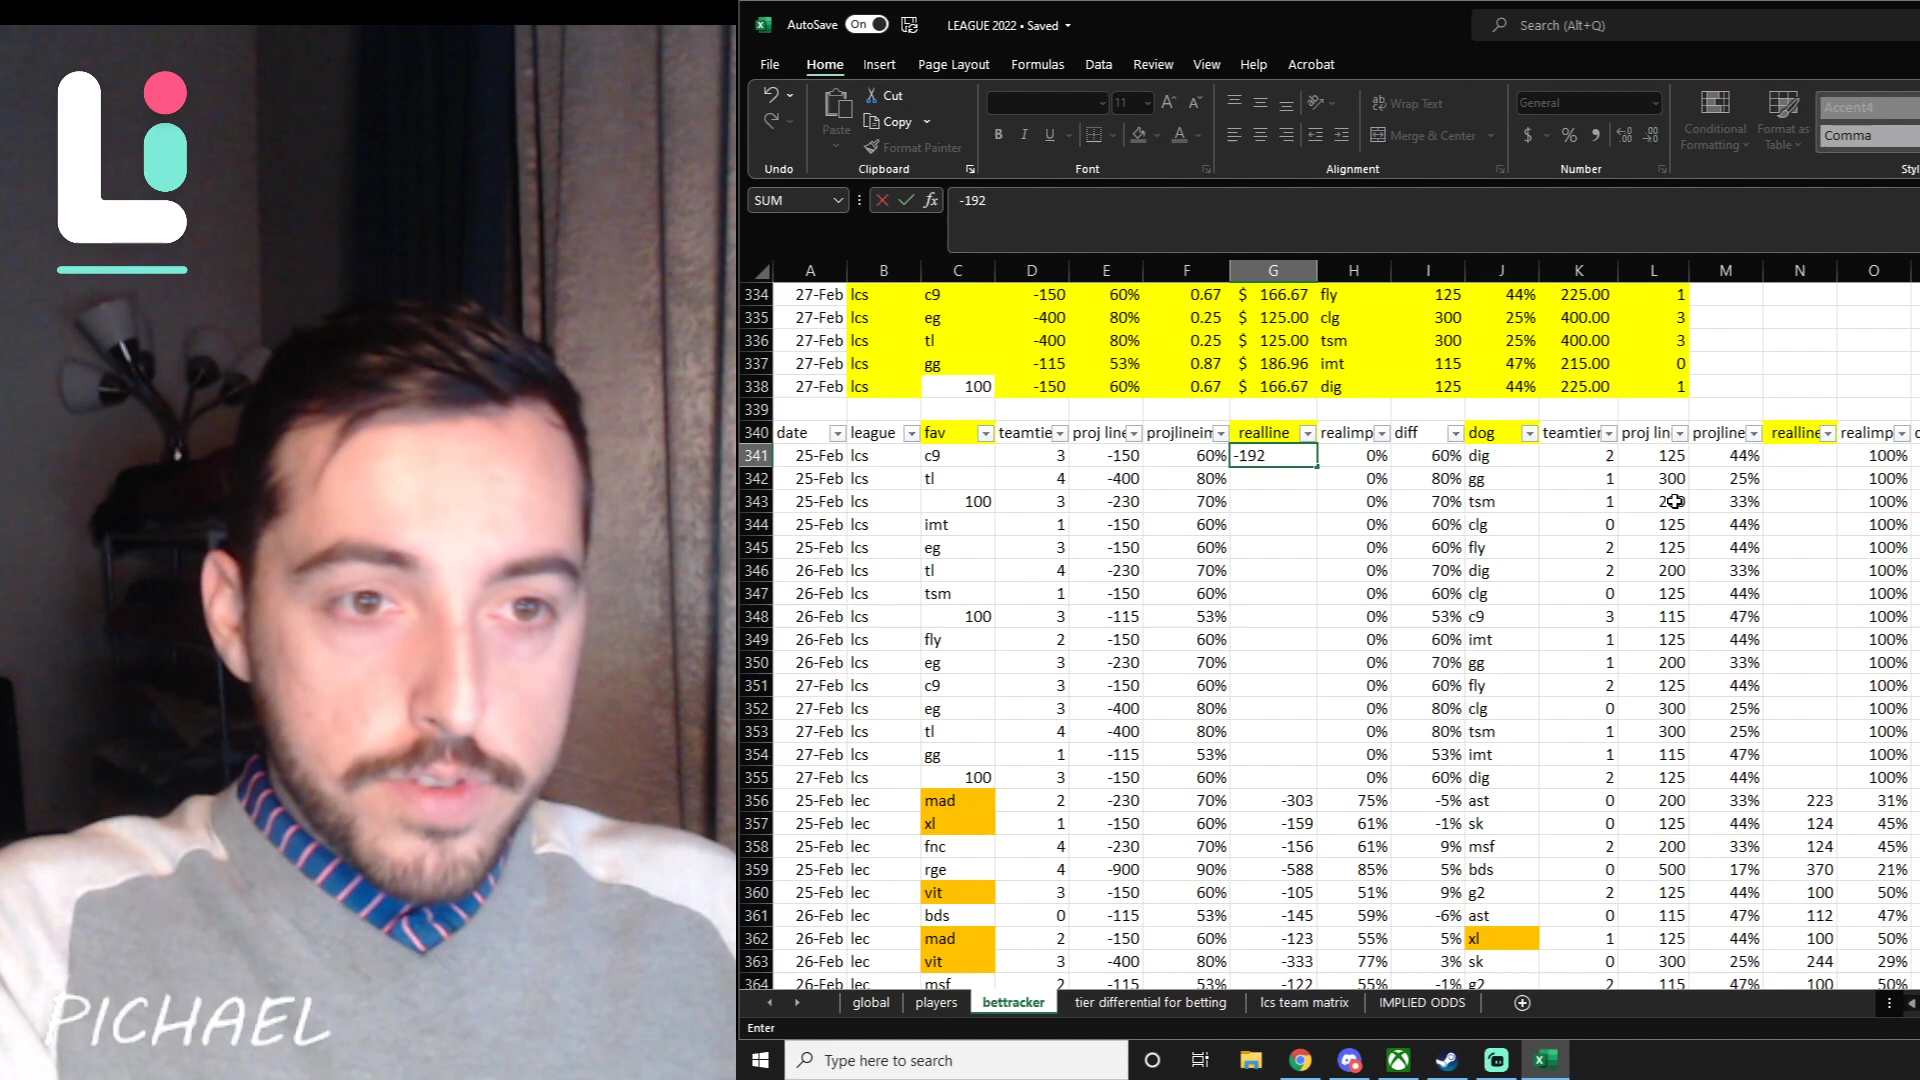 AutoSave On LEAGUE 2022 • Saved Search (Alt+Q)
File Home Insert Page Layout Formulas Data Review View Help Acrobat
Cut
Copy
Paste
Format Painter
11
Wrap Text
Merge & Center
General
Conditional Formatting
Format as Table
Accent4
Comma
Undo Clipboard Font Alignment Number
SUM fx -192
A B C D E F G H I J K L M N O
334 27-Feb lcs c9 -150 60% 0.67 $ 166.67 fly 125 44% 225.00 1
335 27-Feb lcs eg -400 80% 0.25 $ 125.00 clg 300 25% 400.00 3
336 27-Feb lcs tl -400 80% 0.25 $ 125.00 tsm 300 25% 400.00 3
337 27-Feb lcs gg -115 53% 0.87 $ 186.96 imt 115 47% 215.00 0
338 27-Feb lcs 100 -150 60% 0.67 $ 166.67 dig 125 44% 225.00 1
339
340 date league fav teamtie proj line projlinein realline realimp diff dog teamtier proj lin projline realline realimp
341 25-Feb lcs c9 3 -150 60% -192 0% 60% dig 2 125 44% 100%
342 25-Feb lcs tl 4 -400 80% 0% 80% gg 1 300 25% 100%
343 25-Feb lcs 100 3 -230 70% 0% 70% tsm 1 33% 100%
344 25-Feb lcs imt 1 -150 60% 0% 60% clg 0 125 44% 100%
345 25-Feb lcs eg 3 -150 60% 0% 60% fly 2 125 44% 100%
346 26-Feb lcs tl 4 -230 70% 0% 70% dig 2 200 33% 100%
347 26-Feb lcs tsm 1 -150 60% 0% 60% clg 0 125 44% 100%
348 26-Feb lcs 100 3 -115 53% 0% 53% c9 3 115 47% 100%
349 26-Feb lcs fly 2 -150 60% 0% 60% imt 1 125 44% 100%
350 26-Feb lcs eg 3 -230 70% 0% 70% gg 1 200 33% 100%
351 27-Feb lcs c9 3 -150 60% 0% 60% fly 2 125 44% 100%
352 27-Feb lcs eg 3 -400 80% 0% 80% clg 0 300 25% 100%
353 27-Feb lcs tl 4 -400 80% 0% 80% tsm 1 300 25% 100%
354 27-Feb lcs gg 1 -115 53% 0% 53% imt 1 115 47% 100%
355 27-Feb lcs 100 3 -150 60% 0% 60% dig 2 125 44% 100%
356 25-Feb lec mad 2 -230 70% -303 75% -5% ast 0 200 33% 223 31%
357 25-Feb lec xl 1 -150 60% -159 61% -1% sk 0 125 44% 124 45%
358 25-Feb lec fnc 4 -230 70% -156 61% 9% msf 2 200 33% 124 45%
359 25-Feb lec rge 4 -900 90% -588 85% 5% bds 0 500 17% 370 21%
360 25-Feb lec vit 3 -150 60% -105 51% 9% g2 2 125 44% 100 50%
361 26-Feb lec bds 0 -115 53% -145 59% -6% ast 0 115 47% 112 47%
362 26-Feb lec mad 2 -150 60% -123 55% 5% xl 1 125 44% 100 50%
363 26-Feb lec vit 3 -400 80% -333 77% 3% sk 0 300 25% 244 29%
364 26-Feb lec msf 2 -115 53% -122 55% -1% g2 2 115 47% 100 50%
global players bettracker tier differential for betting lcs team matrix IMPLIED ODDS
Enter
Type here to search
Li
PICHAEL